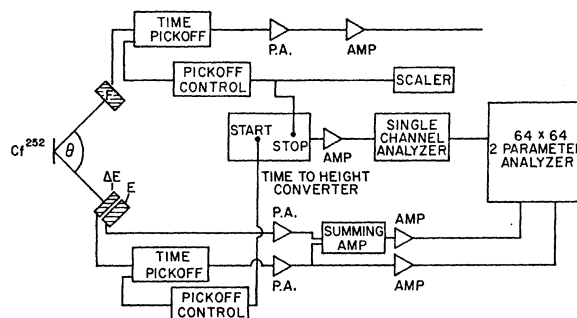 TIME
PICKOFF
P.A.
AMP
PICKOFF
CONTROL
SCALER
F
START
STOP
AMP
SINGLE
CHANNEL
ANALYZER
64 x 64
2 PARAMETER
ANALYZER
Cf252
θ
TIME TO HEIGHT
CONVERTER
ΔE
E
P.A.
SUMMING
AMP
AMP
TIME
PICKOFF
P.A.
AMP
PICKOFF
CONTROL